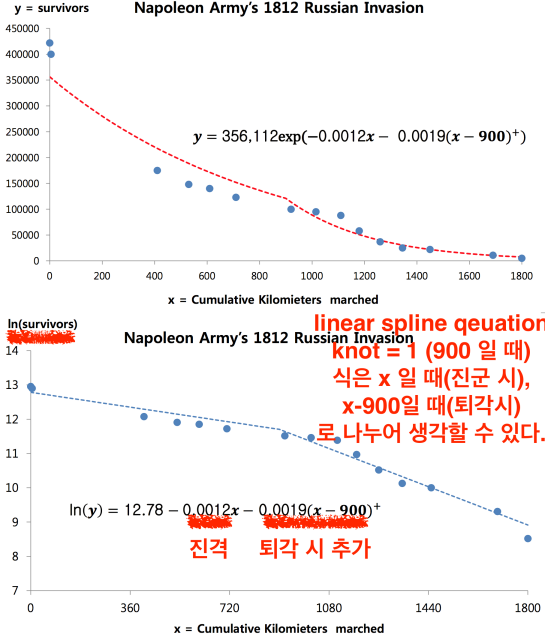 y = survivors
Napoleon Army's 1812 Russian Invasion
450000
400000
350000
300000
250000
200000
150000
100000
50000
0
y = 356,112exp(−0.0012x − 0.0019(x − 900)⁺)
0 200 400 600 800 1000 1200 1400 1600 1800
x = Cumulative Kilometers marched
ln(survivors)
Napoleon Army's 1812 Russian Invasion
linear spline qeuation
knot = 1 (900 일 때)
식은 x 일 때(진군 시),
x-900일 때(퇴각시)
로 나누어 생각할 수 있다.
14
13
12
11
10
9
8
7
ln(y) = 12.78 − 0.0012x − 0.0019(x − 900)⁺
진격 퇴각 시 추가
0 360 720 1080 1440 1800
x = Cumulative Kilometers marched